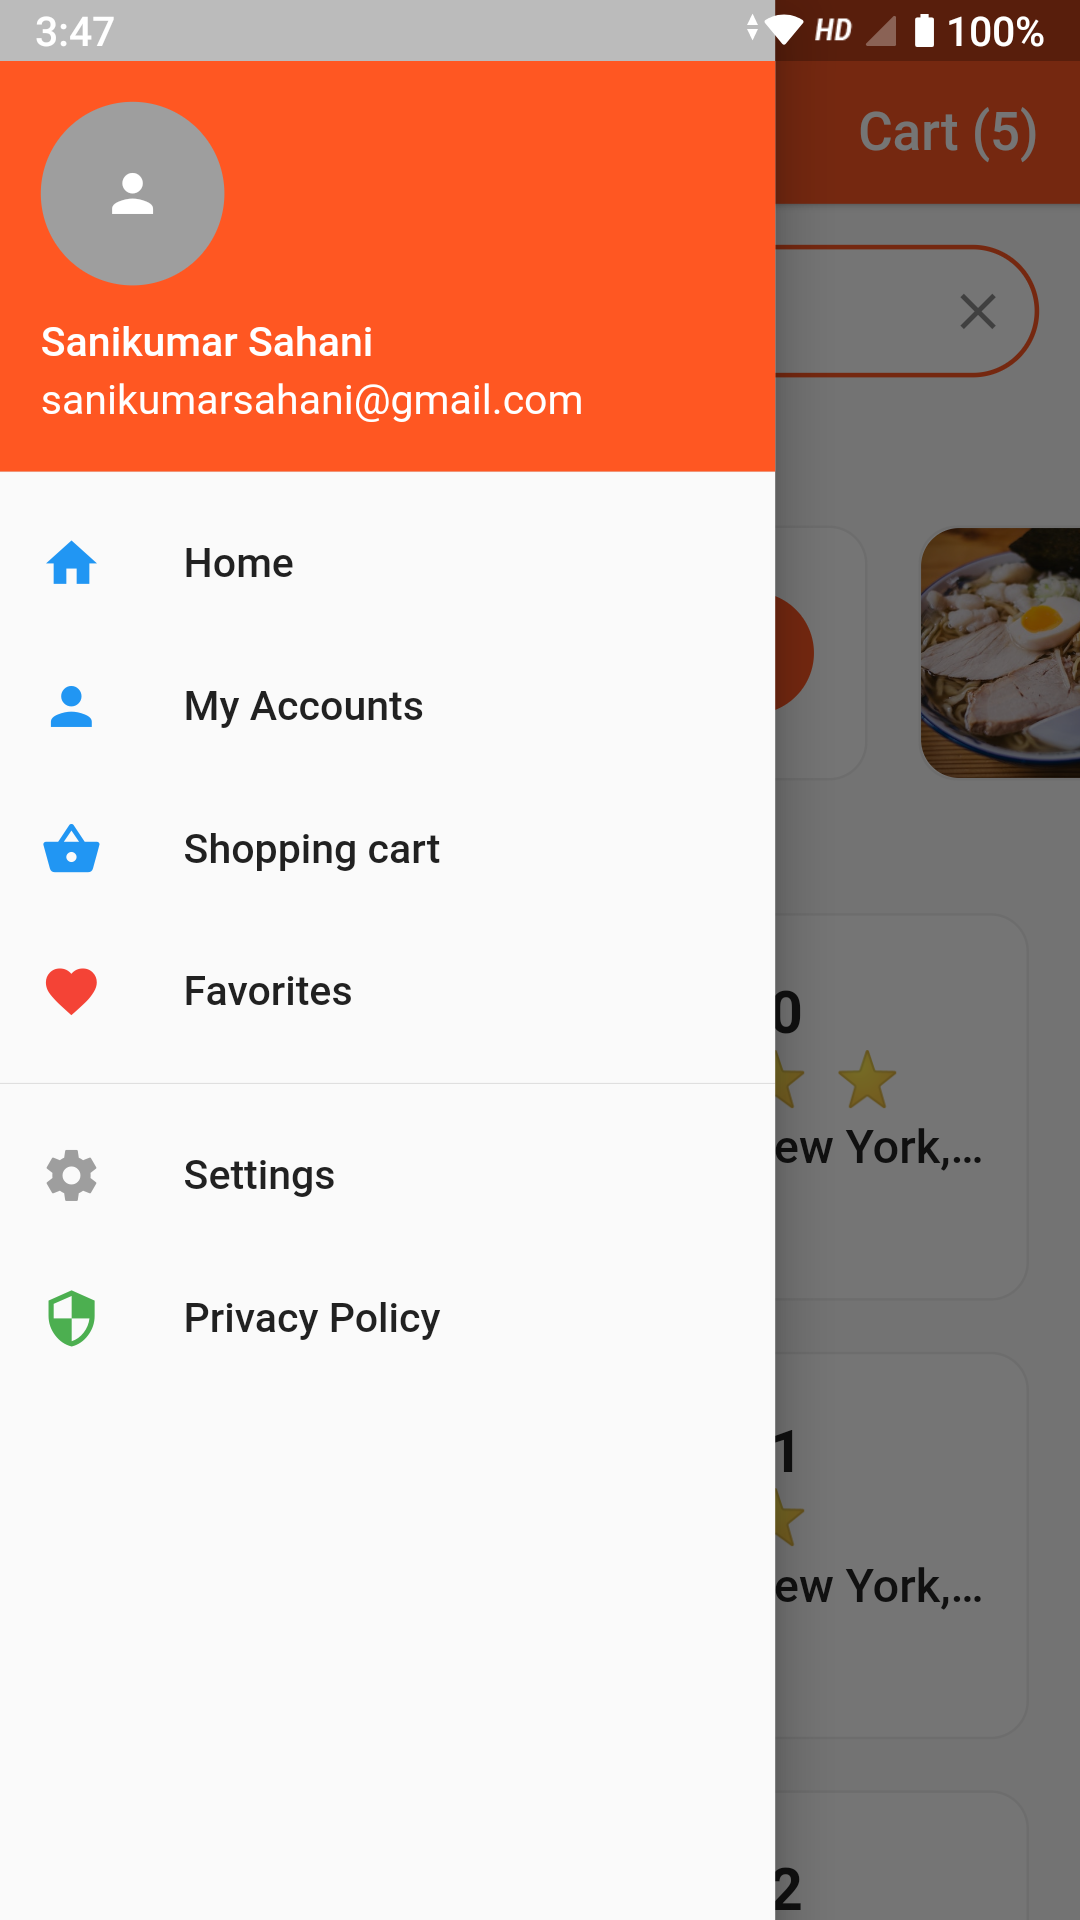 3:47
HD
100%
Cart (5)
Sanikumar Sahani
sanikumarsahani@gmail.com
Home
My Accounts
Shopping cart
Favorites
0
ew York,...
Settings
Privacy Policy
1
ew York,...
2